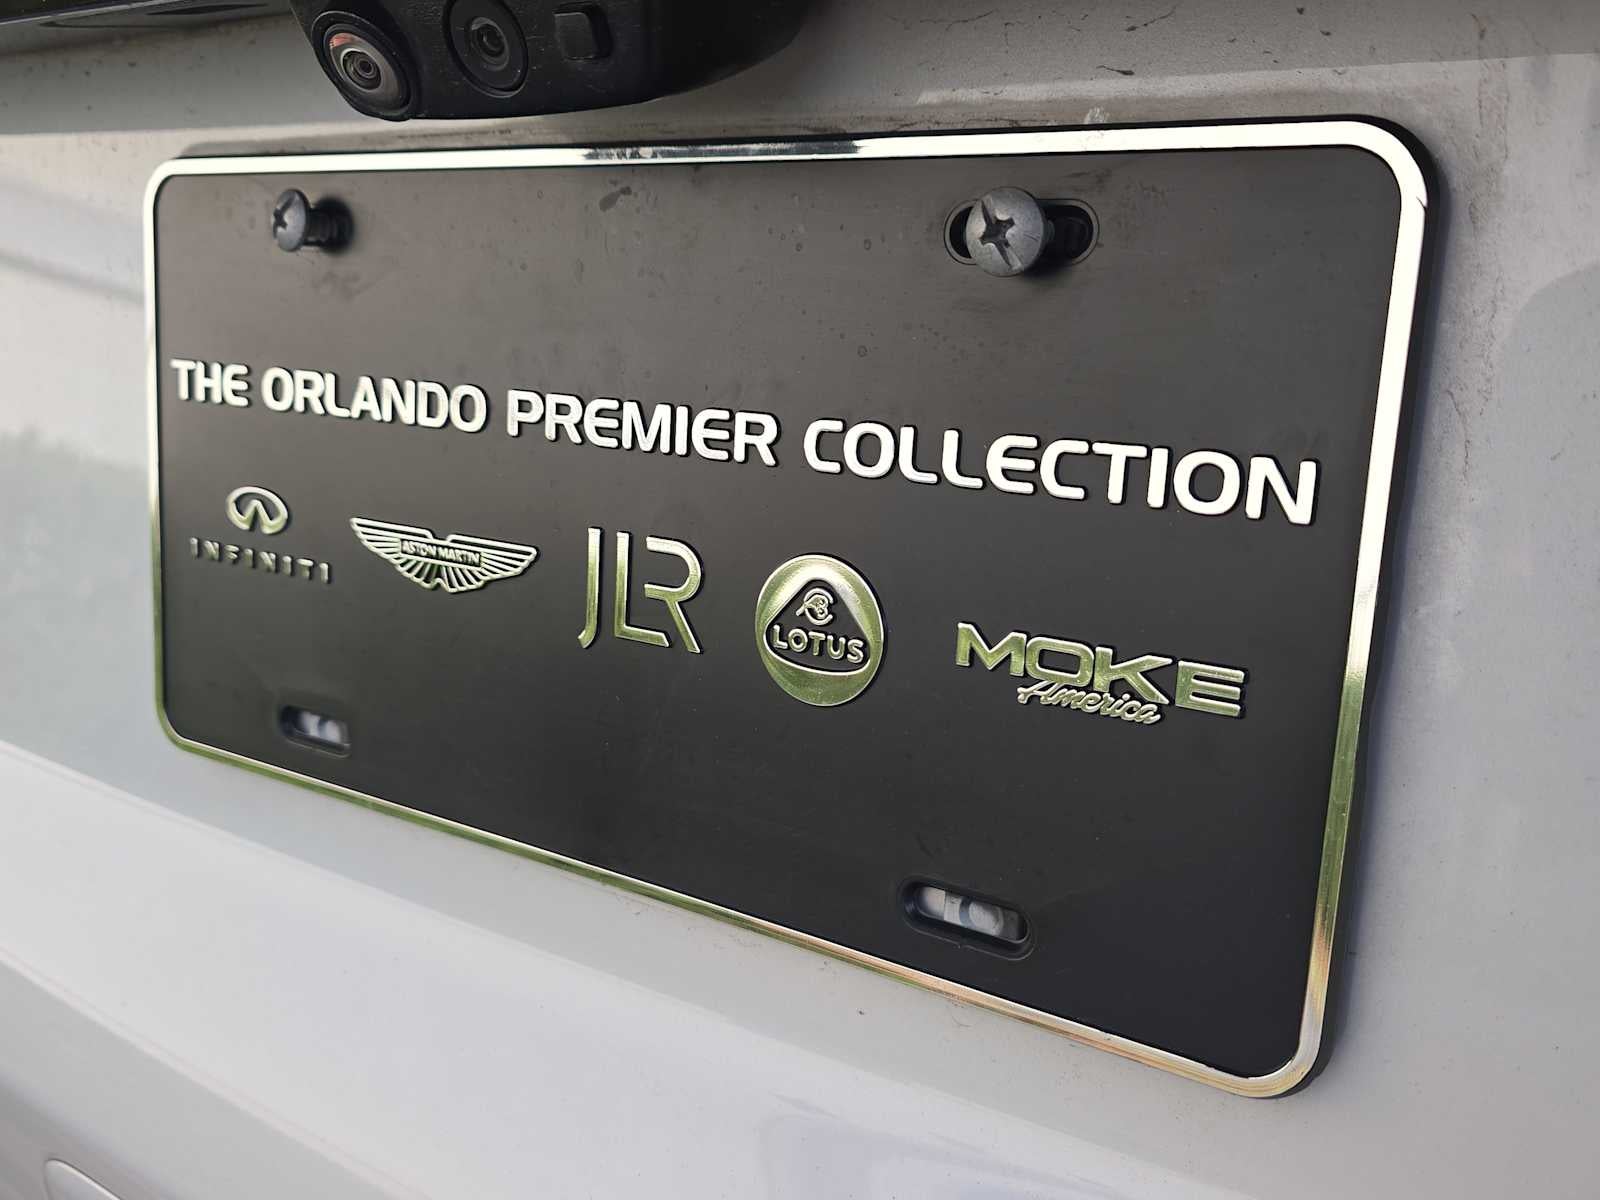 THE ORLANDO PREMIER COLLECTION
INFINITI
ASTON MARTIN
JLR
LOTUS
MOKE
America